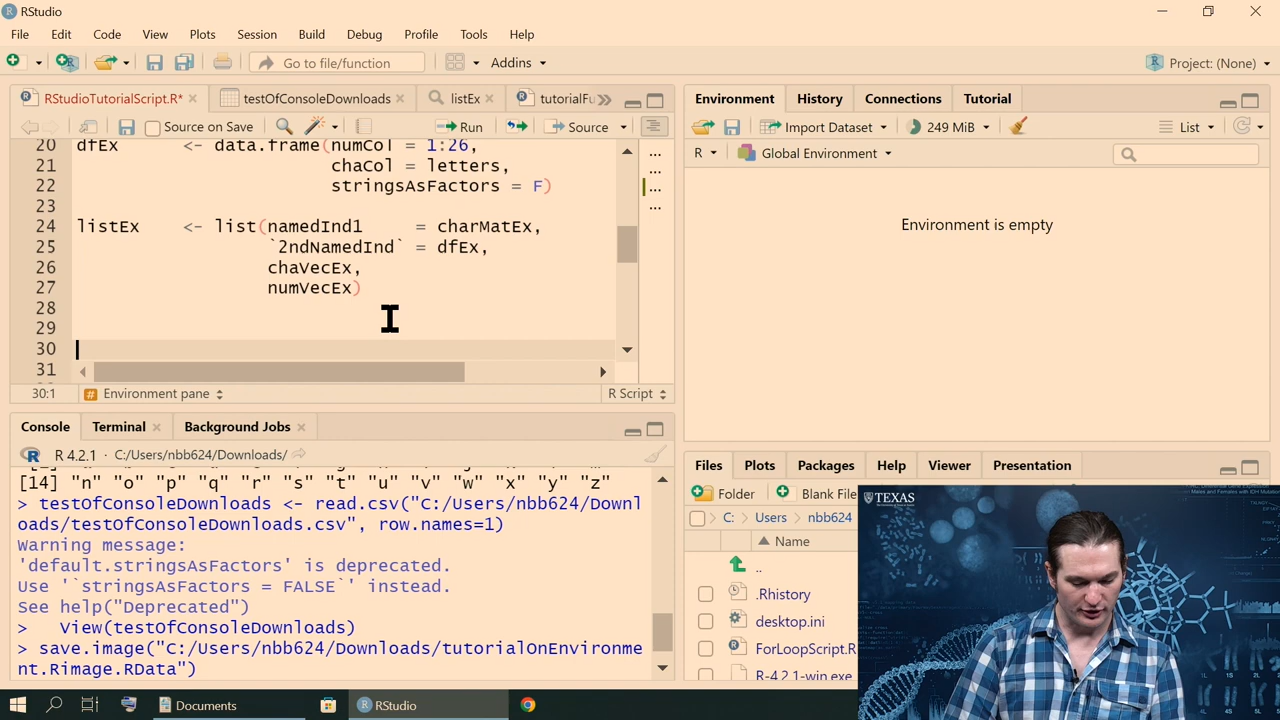 RStudio
File Edit Code View Plots Session Build Debug Profile Tools Help
Go to file/function Addins Project: (None)
RStudioTutorialScript.R* testOfConsoleDownloads listEx tutorialFu
Source on Save Run Source
20 dfEx <- data.frame(numCol = 1:26,
21 chaCol = letters,
22 stringsAsFactors = F)
23
24 listEx <- list(namedInd1 = charMatEx,
25 `2ndNamedInd` = dfEx,
26 chaVecEx,
27 numVecEx)
28
29
30
31
30:1 Environment pane R Script
Console Terminal Background Jobs
R 4.2.1 · C:/Users/nbb624/Downloads/
[14] "n" "o" "p" "q" "r" "s" "t" "u" "v" "w" "x" "y" "z"
> testOfConsoleDownloads <- read.csv("C:/Users/nbb624/Downl
oads/testOfConsoleDownloads.csv", row.names=1)
Warning message:
'default.stringsAsFactors' is deprecated.
Use '`stringsAsFactors = FALSE`' instead.
See help("Deprecated")
> View(testOfConsoleDownloads)
> save.image("C:/Users/nbb624/Downloads/tutorialOnEnvironme
nt.Rimage.RData")
Environment History Connections Tutorial
Import Dataset 249 MiB List
R Global Environment
Environment is empty
Files Plots Packages Help Viewer Presentation
Folder Blank File
C: Users nbb624
Name
..
.Rhistory
desktop.ini
ForLoopScript.R
R-4.2.1-win.exe
TEXAS
Documents RStudio